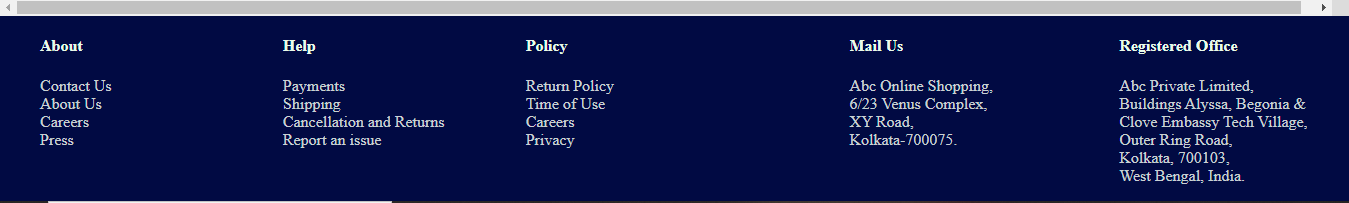 About
Contact Us
About Us
Careers
Press
Help
Payments
Shipping
Cancellation and Returns
Report an issue
Policy
Return Policy
Time of Use
Careers
Privacy
Mail Us
Abc Online Shopping,
6/23 Venus Complex,
XY Road,
Kolkata-700075.
Registered Office
Abc Private Limited,
Buildings Alyssa, Begonia &
Clove Embassy Tech Village,
Outer Ring Road,
Kolkata, 700103,
West Bengal, India.